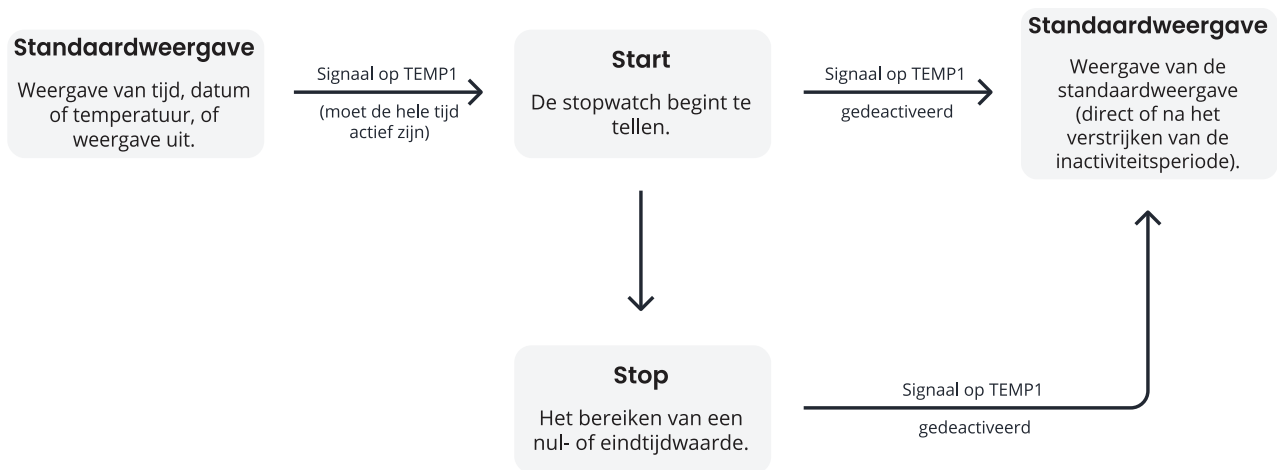 Standaardweergave
Weergave van tijd, datum
of temperatuur, of
weergave uit.
Signaal op TEMP1
(moet de hele tijd
actief zijn)
Start
De stopwatch begint te
tellen.
Signaal op TEMP1
gedeactiveerd
Standaardweergave
Weergave van de
standaardweergave
(direct of na het
verstrijken van de
inactiviteitsperiode).
Stop
Het bereiken van een
nul- of eindtijdwaarde.
Signaal op TEMP1
gedeactiveerd